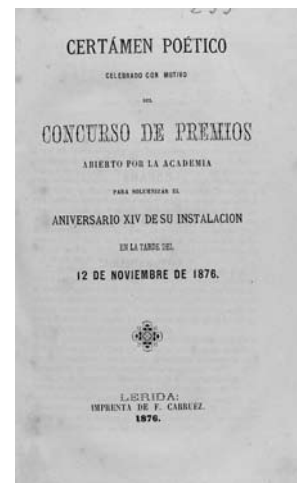 CERTÁMEN POÉTICO
CELEBRADO CON MOTIVO
DEL
CONCURSO DE PREMIOS
ABIERTO POR LA ACADEMIA
PARA SOLEMNIZAR EL
ANIVERSARIO XIV DE SU INSTALACION
EN LA TARDE DEL
12 DE NOVIEMBRE DE 1876.
LERIDA:
IMPRENTA DE F. CARRUEZ.
1876.